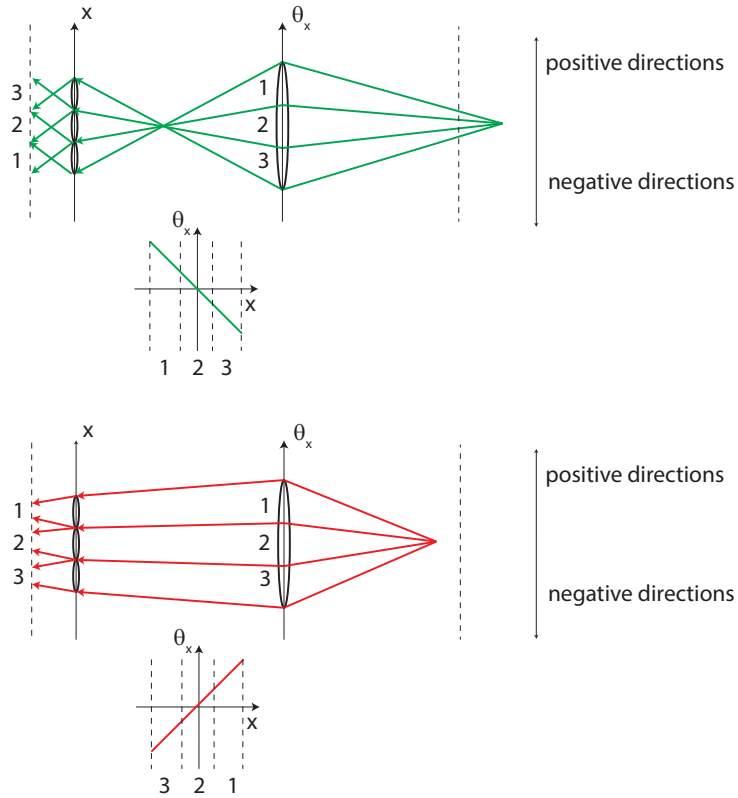 x
θx
positive directions
3
2
1
1
2
3
negative directions
θx
x
1 2 3
x
θx
positive directions
1
2
3
1
2
3
negative directions
θx
x
3 2 1